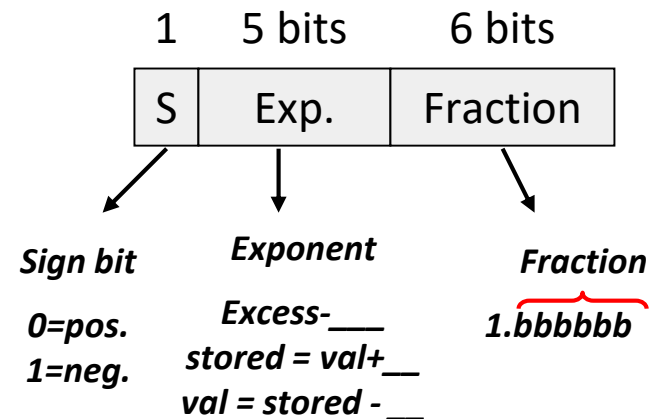 1 5 bits 6 bits
S Exp. Fraction
Sign bit
0=pos.
1=neg.
Exponent
Excess-___
stored = val+__
val = stored - __
Fraction
1.bbbbbb